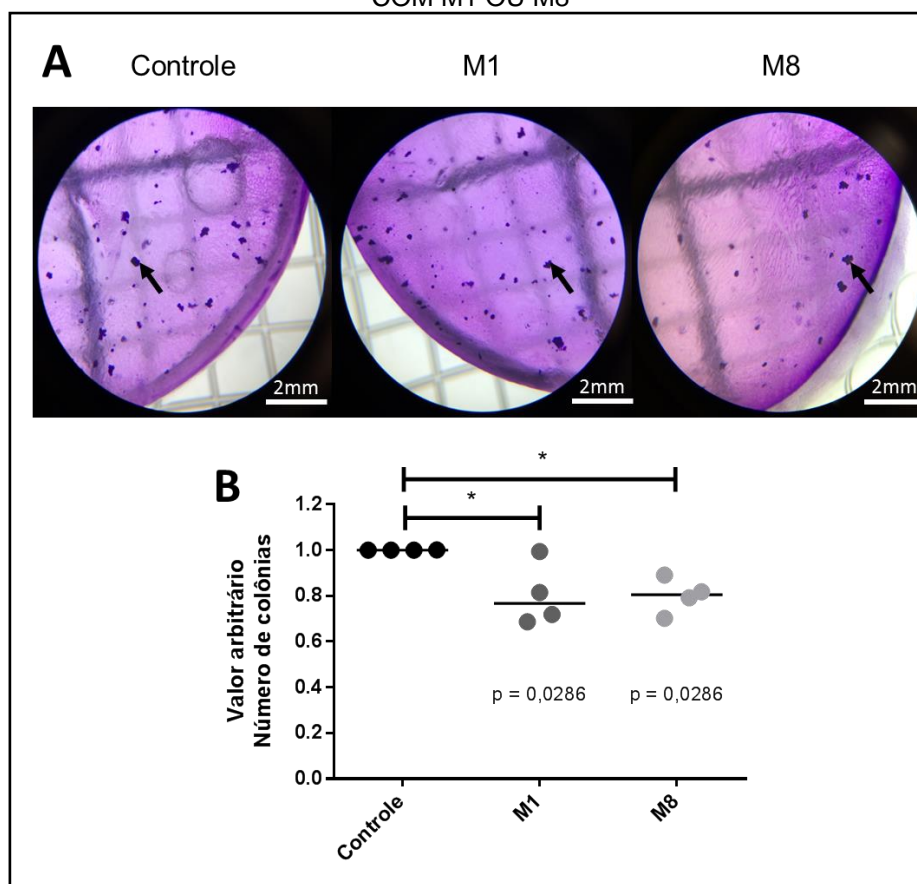 COM M1 OU M8
A
Controle
M1
M8
2mm
2mm
2mm
B
*
*
1.2
1.0
0.8
0.6
0.4
0.2
0.0
Valor arbitrário
Número de colônias
p = 0,0286
p = 0,0286
Controle
M1
M8